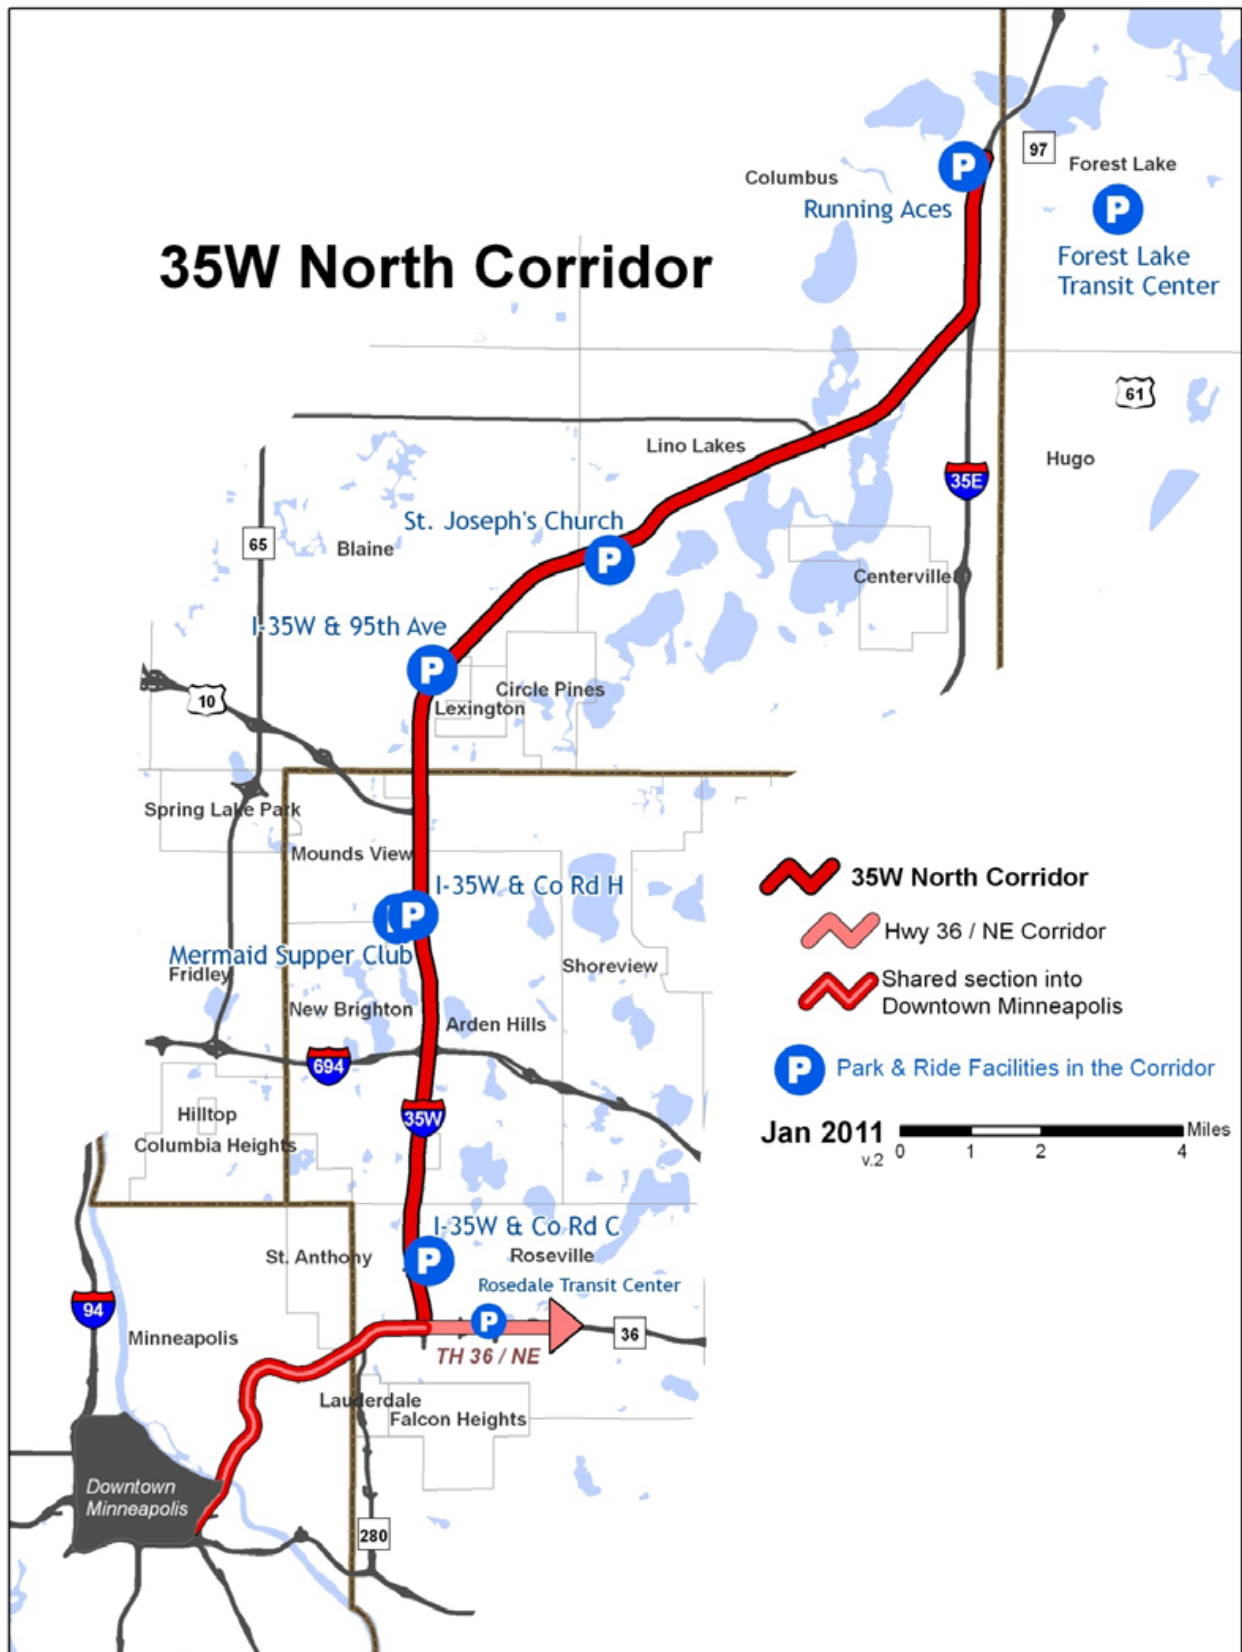 97
Forest Lake
Columbus
P
Running Aces
P
Forest Lake
Transit Center
35W North Corridor
61
Lino Lakes
Hugo
35E
St. Joseph's Church
65
Blaine
P
Centerville
I-35W & 95th Ave
P
10
Circle Pines
Lexington
Spring Lake Park
Mounds View
35W North Corridor
I-35W & Co Rd H
P
Hwy 36 / NE Corridor
Mermaid Supper Club
Fridley
Shoreview
Shared section into
Downtown Minneapolis
New Brighton
Arden Hills
694
P
Park & Ride Facilities in the Corridor
Hilltop
35W
Columbia Heights
Jan 2011
v.2
Miles
0 1 2 4
I-35W & Co Rd C
St. Anthony
P
Roseville
Rosedale Transit Center
94
Minneapolis
P
36
TH 36 / NE
Lauderdale
Falcon Heights
Downtown
Minneapolis
280